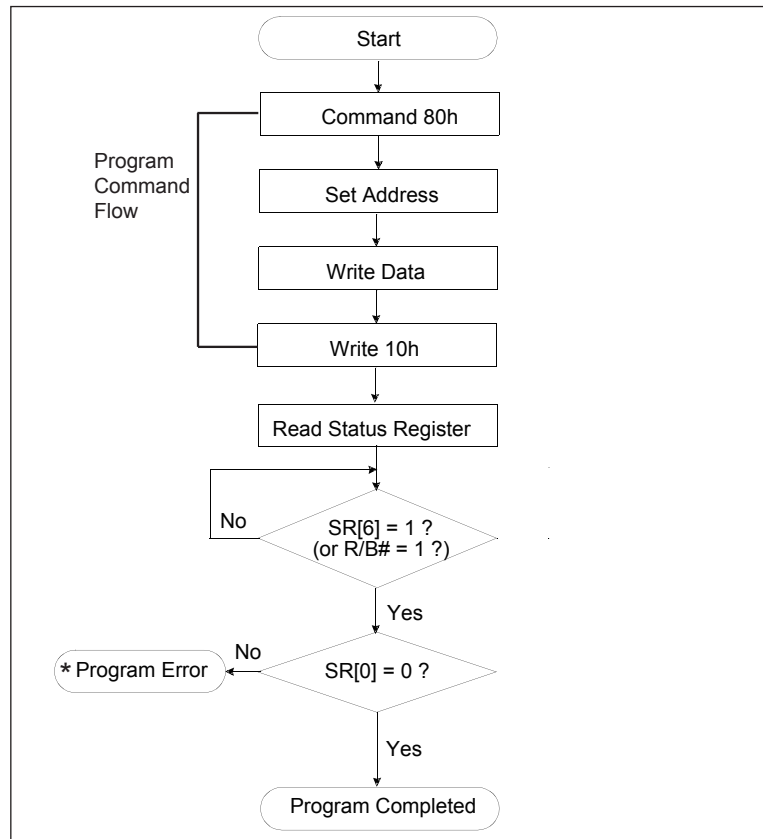 Start
Command 80h
Program
Command
Flow
Set Address
Write Data
Write 10h
Read Status Register
No
SR[6] = 1 ?
(or R/B# = 1 ?)
Yes
No
* Program Error
SR[0] = 0 ?
Yes
Program Completed